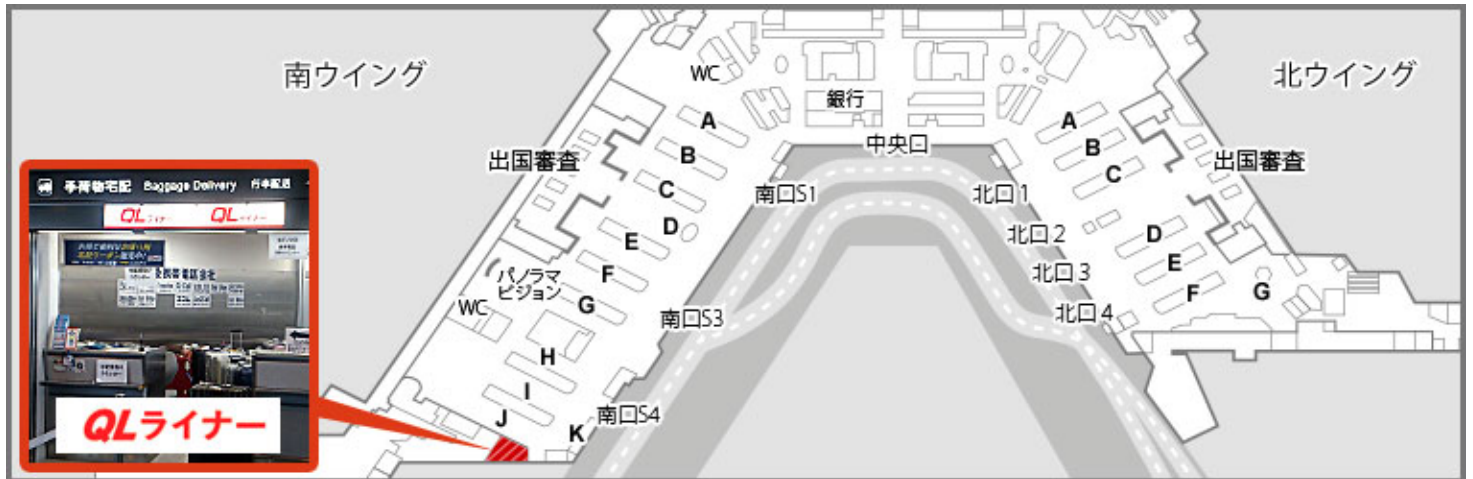 南ウイング
北ウイング
WC
銀行
中央口
A
B
C
D
E
F
G
H
I
J
K
出国審査
パノラマ
ビジョン
WC
南口S1
南口S3
南口S4
北口1
北口2
北口3
北口4
A
B
C
D
E
F
G
出国審査
手荷物宅配 Baggage Delivery 行李配送
QLライナー QLライナー
QLライナー